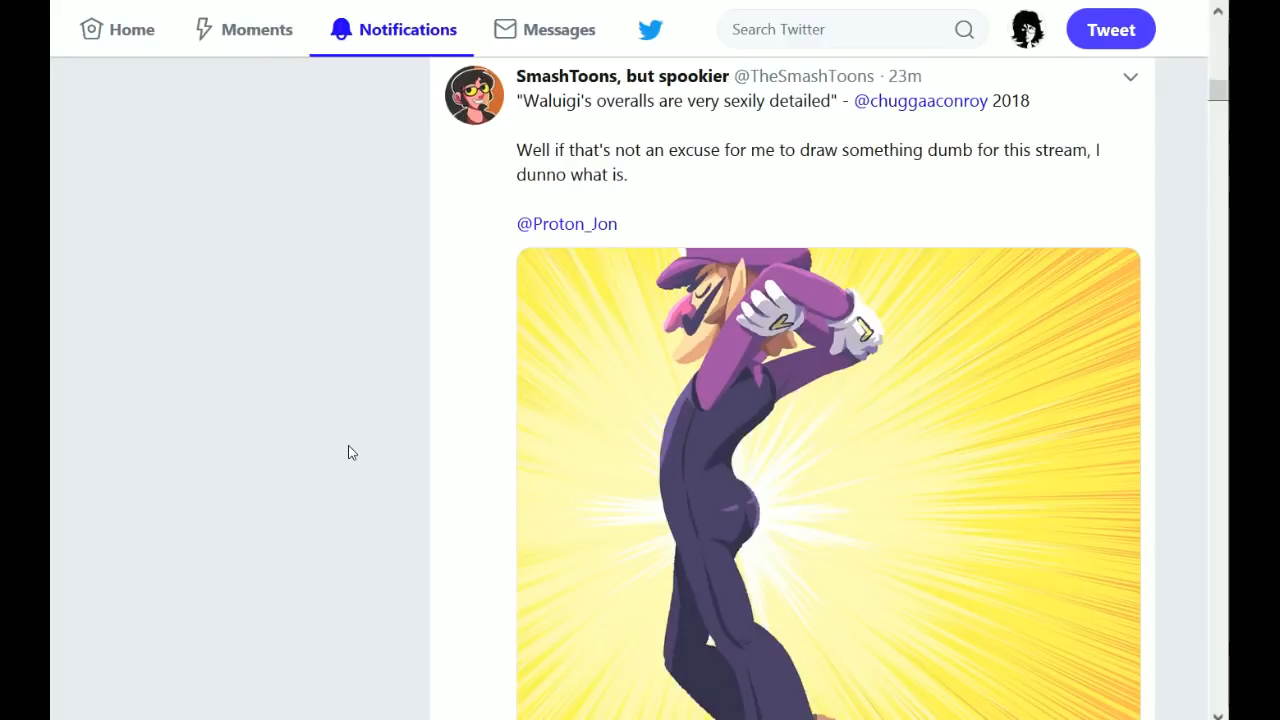 Home
Moments
Notifications
Messages
Search Twitter
Tweet
SmashToons, but spookier @TheSmashToons · 23m
"Waluigi's overalls are very sexily detailed" - @chuggaaconroy 2018
Well if that's not an excuse for me to draw something dumb for this stream, I
dunno what is.
@Proton_Jon